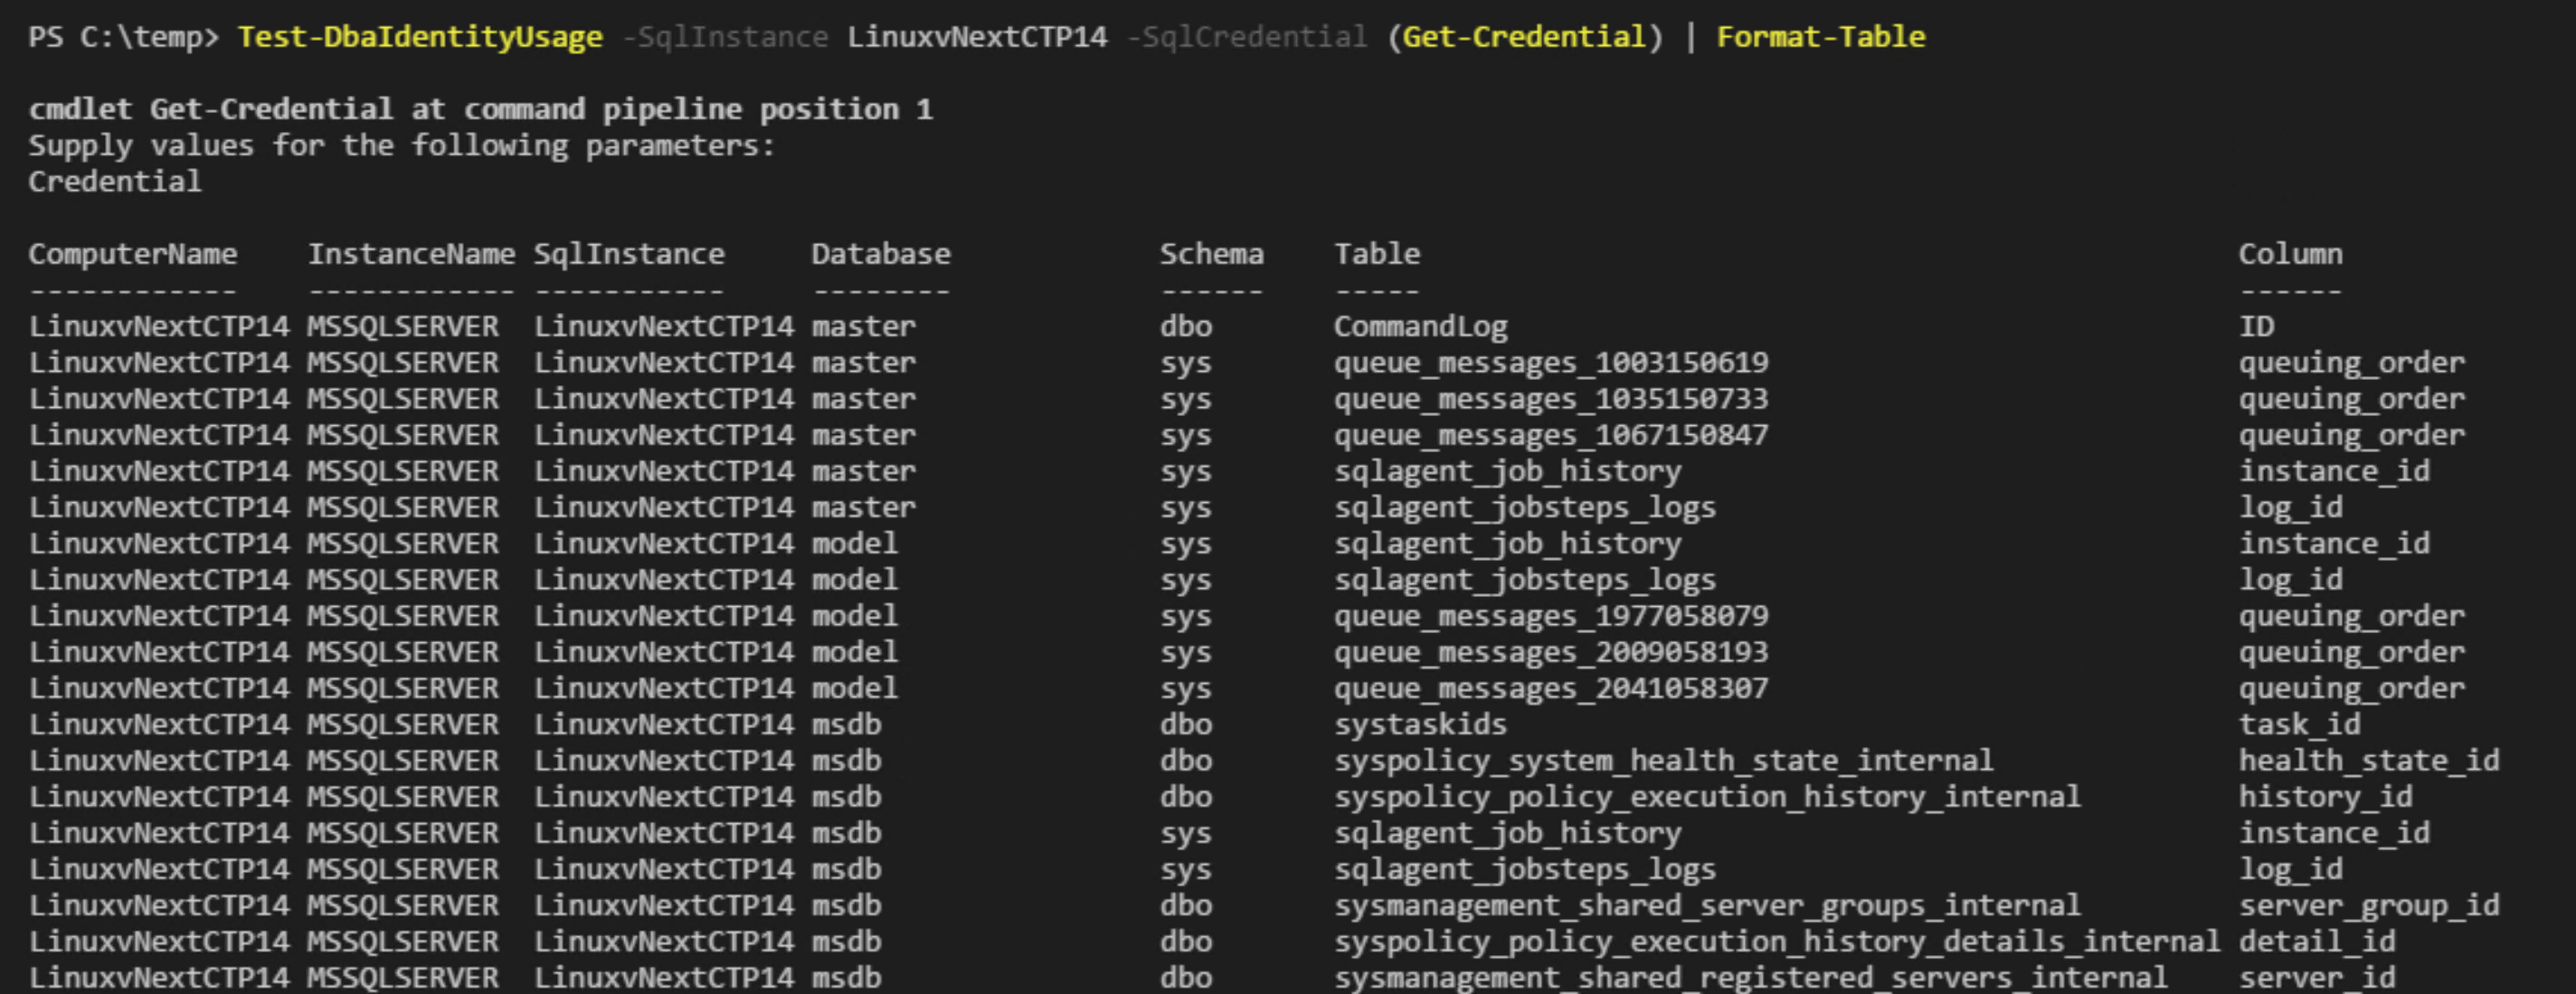 PS C:\temp> Test-DbaIdentityUsage -SqlInstance LinuxvNextCTP14 -SqlCredential (Get-Credential) | Format-Table
cmdlet Get-Credential at command pipeline position 1
Supply values for the following parameters:
Credential
ComputerName    InstanceName SqlInstance     Database            Schema    Table                                               Column
------------    ------------ -----------     --------            ------    -----                                               ------
LinuxvNextCTP14 MSSQLSERVER  LinuxvNextCTP14 master              dbo       CommandLog                                          ID
LinuxvNextCTP14 MSSQLSERVER  LinuxvNextCTP14 master              sys       queue_messages_1003150619                           queuing_order
LinuxvNextCTP14 MSSQLSERVER  LinuxvNextCTP14 master              sys       queue_messages_1035150733                           queuing_order
LinuxvNextCTP14 MSSQLSERVER  LinuxvNextCTP14 master              sys       queue_messages_1067150847                           queuing_order
LinuxvNextCTP14 MSSQLSERVER  LinuxvNextCTP14 master              sys       sqlagent_job_history                                instance_id
LinuxvNextCTP14 MSSQLSERVER  LinuxvNextCTP14 master              sys       sqlagent_jobsteps_logs                              log_id
LinuxvNextCTP14 MSSQLSERVER  LinuxvNextCTP14 model               sys       sqlagent_job_history                                instance_id
LinuxvNextCTP14 MSSQLSERVER  LinuxvNextCTP14 model               sys       sqlagent_jobsteps_logs                              log_id
LinuxvNextCTP14 MSSQLSERVER  LinuxvNextCTP14 model               sys       queue_messages_1977058079                           queuing_order
LinuxvNextCTP14 MSSQLSERVER  LinuxvNextCTP14 model               sys       queue_messages_2009058193                           queuing_order
LinuxvNextCTP14 MSSQLSERVER  LinuxvNextCTP14 model               sys       queue_messages_2041058307                           queuing_order
LinuxvNextCTP14 MSSQLSERVER  LinuxvNextCTP14 msdb                dbo       systaskids                                          task_id
LinuxvNextCTP14 MSSQLSERVER  LinuxvNextCTP14 msdb                dbo       syspolicy_system_health_state_internal              health_state_id
LinuxvNextCTP14 MSSQLSERVER  LinuxvNextCTP14 msdb                dbo       syspolicy_policy_execution_history_internal         history_id
LinuxvNextCTP14 MSSQLSERVER  LinuxvNextCTP14 msdb                sys       sqlagent_job_history                                instance_id
LinuxvNextCTP14 MSSQLSERVER  LinuxvNextCTP14 msdb                sys       sqlagent_jobsteps_logs                              log_id
LinuxvNextCTP14 MSSQLSERVER  LinuxvNextCTP14 msdb                dbo       sysmanagement_shared_server_groups_internal         server_group_id
LinuxvNextCTP14 MSSQLSERVER  LinuxvNextCTP14 msdb                dbo       syspolicy_policy_execution_history_details_internal detail_id
LinuxvNextCTP14 MSSQLSERVER  LinuxvNextCTP14 msdb                dbo       sysmanagement_shared_registered_servers_internal    server_id